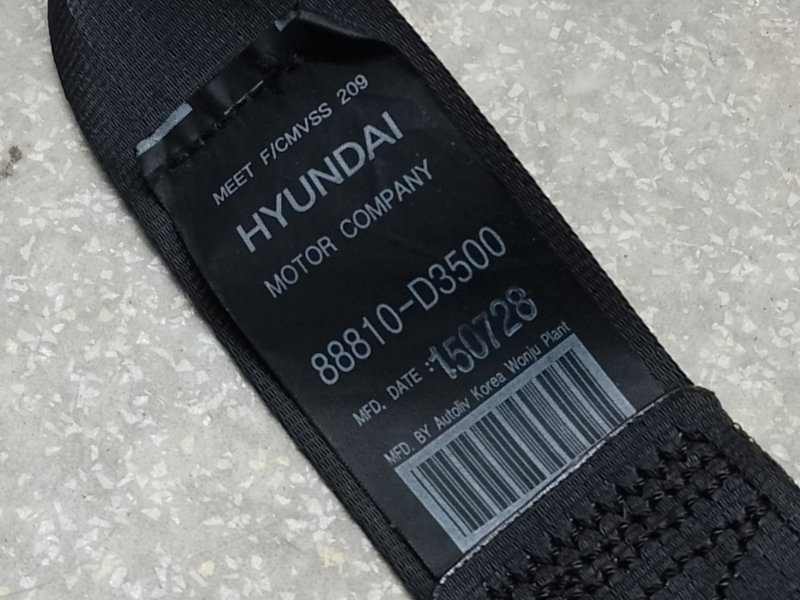 MEET F/CMVSS 209
HYUNDAI
MOTOR COMPANY
88810-D3500
MFD. DATE :150728
MFD. BY Autoliv Korea Wonju Plant